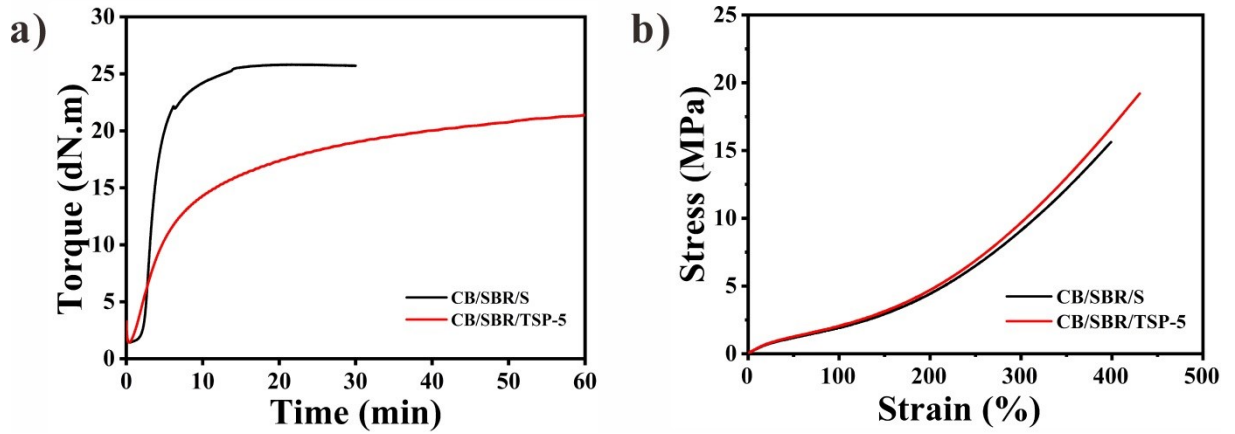 a)
Torque (dN.m)
30
25
20
15
10
5
0
CB/SBR/S
CB/SBR/TSP-5
0 10 20 30 40 50 60
Time (min)
b)
Stress (MPa)
25
20
15
10
5
0
CB/SBR/S
CB/SBR/TSP-5
0 100 200 300 400 500
Strain (%)